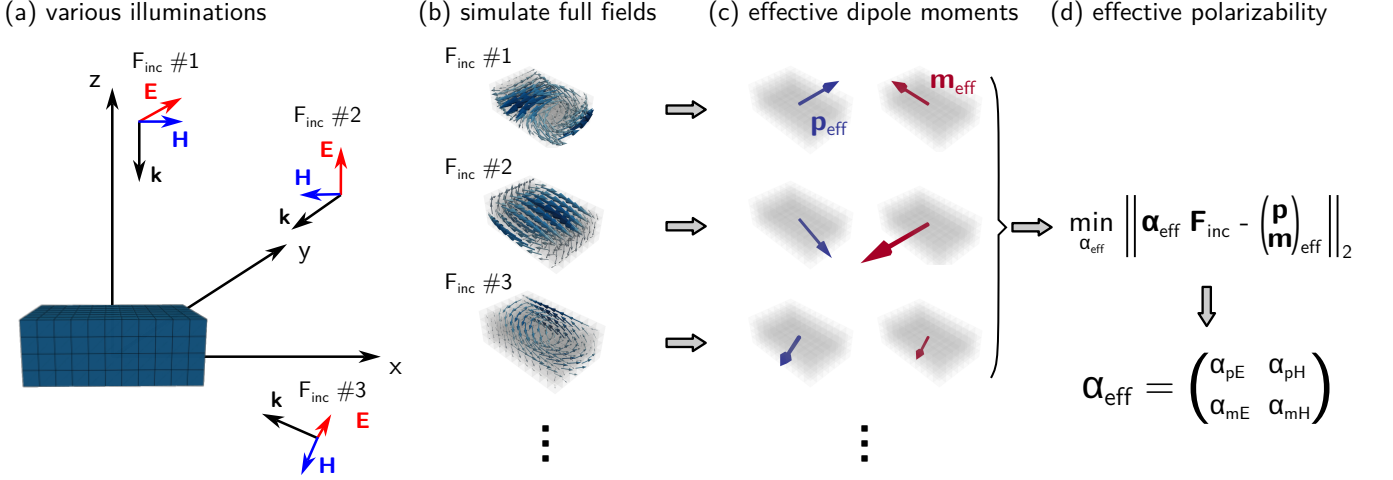 (a) various illuminations
(b) simulate full fields
(c) effective dipole moments
(d) effective polarizability
F_inc #1
z
E
H
k
F_inc #2
E
H
k
y
x
F_inc #3
k
E
H
F_inc #1
F_inc #2
F_inc #3
⋮
p_eff
m_eff
⋮
min_{α_eff} ‖ α_eff F_inc - (p m)_eff ‖_2
α_eff = (α_pE α_pH
α_mE α_mH)